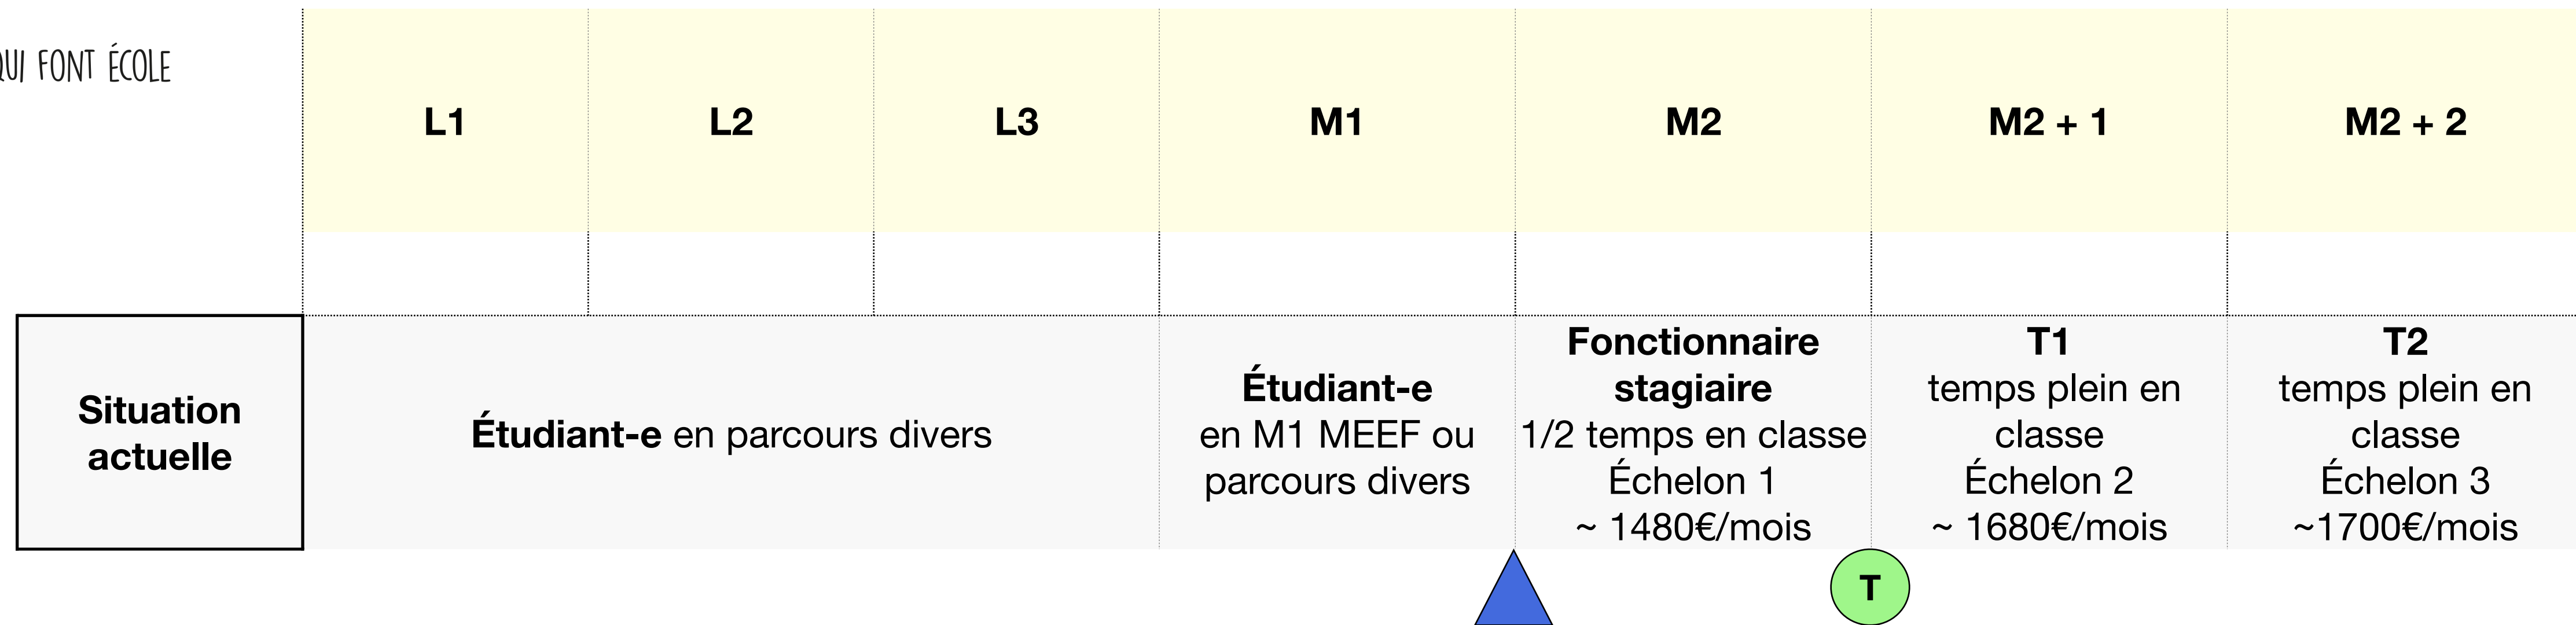 QUI FONT ÉCOLE
L1
L2
L3
M1
M2
M2 + 1
M2 + 2
Situation
actuelle
Étudiant-e en parcours divers
Étudiant-e
en M1 MEEF ou
parcours divers
Fonctionnaire
stagiaire
1/2 temps en classe
Échelon 1
~ 1480€/mois
T1
temps plein en
classe
Échelon 2
~ 1680€/mois
T2
temps plein en
classe
Échelon 3
~1700€/mois
T